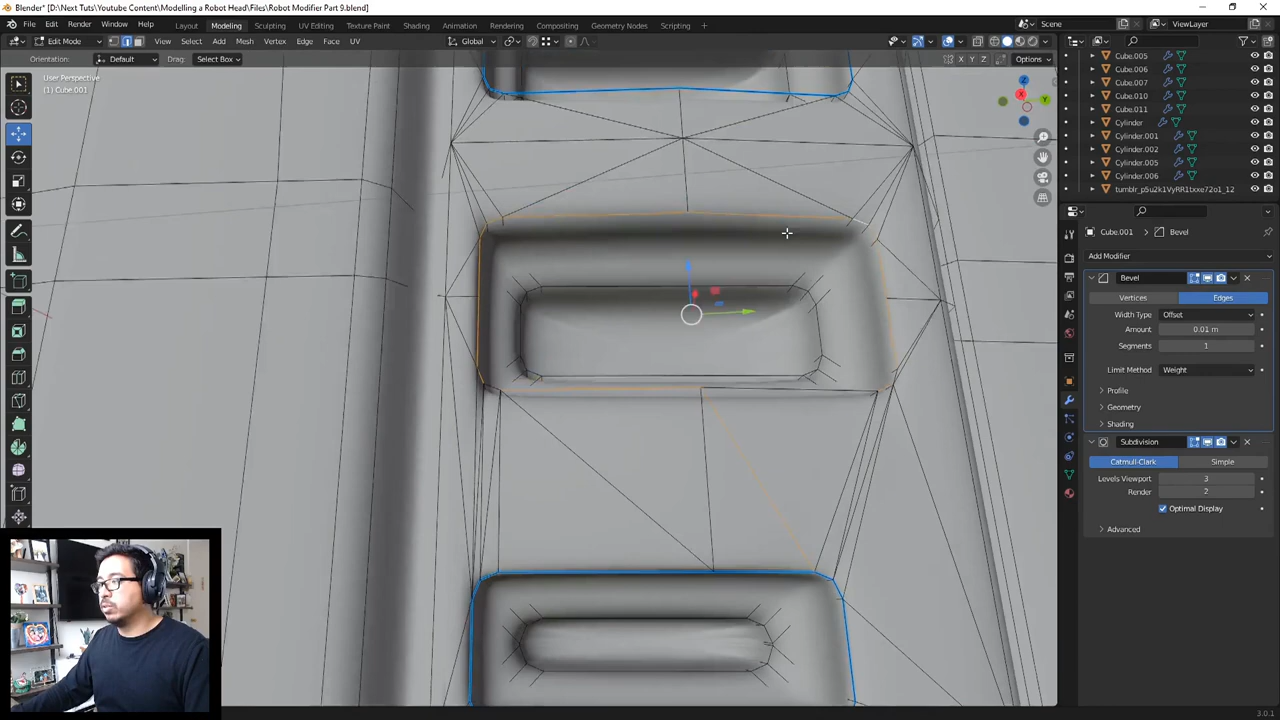 Blender* [D:\Next Tuts\Youtube Content\Modelling a Robot Head\Files\Robot Modifier Part 9.blend]
File Edit Render Window Help Layout Modeling Sculpting UV Editing Texture Paint Shading Animation Rendering Compositing Geometry Nodes Scripting + Scene ViewLayer
Edit Mode View Select Add Mesh Vertex Edge Face UV Global
Orientation: Default Drag: Select Box X Y Z Options
User Perspective
(1) Cube.001
Z
X
Y
Cube.005
Cube.006
Cube.007
Cube.010
Cube.011
Cylinder
Cylinder.001
Cylinder.002
Cylinder.005
Cylinder.006
tumblr_p5u2k1VyRR1txxe72o1_12
Cube.001 > Bevel
Add Modifier
Bevel
Vertices Edges
Width Type Offset
Amount 0.01 m
Segments 1
Limit Method Weight
Profile
Geometry
Shading
Subdivision
Catmull-Clark Simple
Levels Viewport 3
Render 2
Optimal Display
Advanced
3.0.1